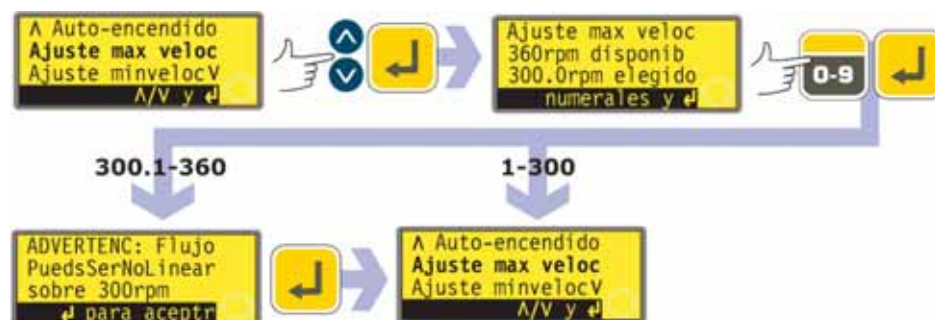 Λ Auto-encendido
Ajuste max veloc
Ajuste minvelocV
Λ/V y ↲
Ajuste max veloc
360rpm disponib
300.0rpm elegido
numerales y ↲
0-9
300.1-360
1-300
ADVERTENC: Flujo
PuedsSerNoLinear
sobre 300rpm
↲ para aceptr
Λ Auto-encendido
Ajuste max veloc
Ajuste minvelocV
Λ/V y ↲